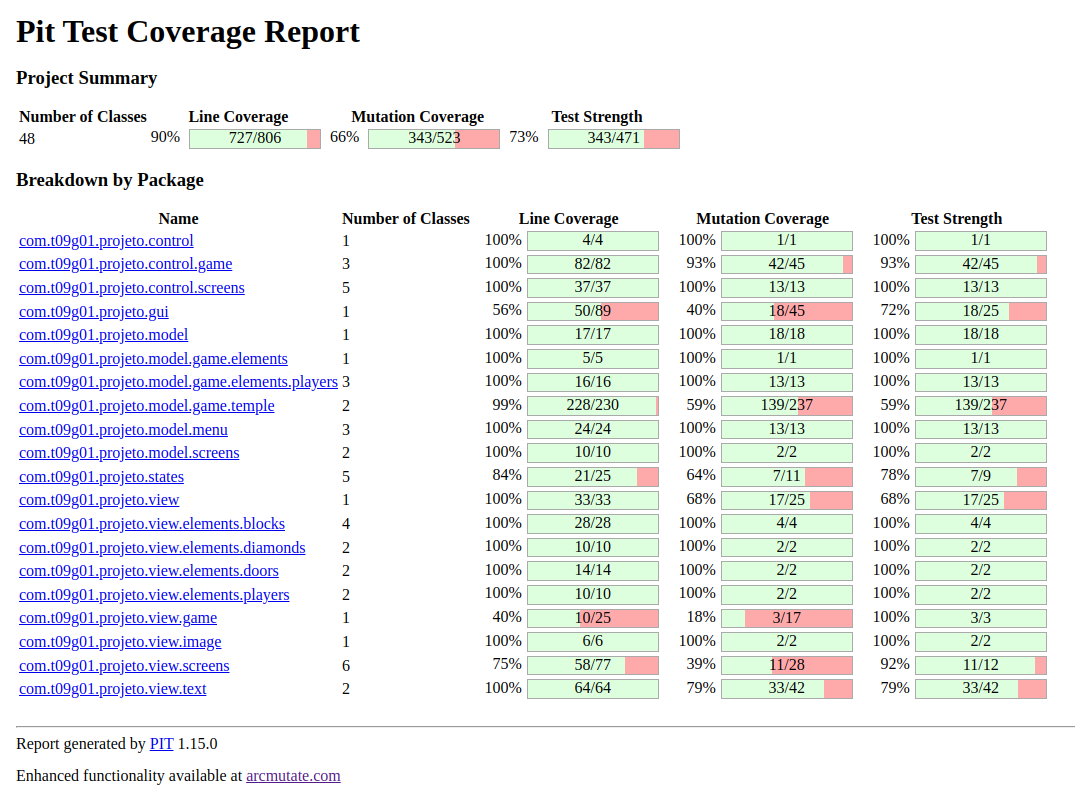 Pit Test Coverage Report
Project Summary
Number of Classes Line Coverage Mutation Coverage Test Strength
48 90% 727/806 66% 343/523 73% 343/471
Breakdown by Package
Name Number of Classes Line Coverage Mutation Coverage Test Strength
com.t09g01.projeto.control 1 100% 4/4 100% 1/1 100% 1/1
com.t09g01.projeto.control.game 3 100% 82/82 93% 42/45 93% 42/45
com.t09g01.projeto.control.screens 5 100% 37/37 100% 13/13 100% 13/13
com.t09g01.projeto.gui 1 56% 50/89 40% 18/45 72% 18/25
com.t09g01.projeto.model 1 100% 17/17 100% 18/18 100% 18/18
com.t09g01.projeto.model.game.elements 1 100% 5/5 100% 1/1 100% 1/1
com.t09g01.projeto.model.game.elements.players 3 100% 16/16 100% 13/13 100% 13/13
com.t09g01.projeto.model.game.temple 2 99% 228/230 59% 139/237 59% 139/237
com.t09g01.projeto.model.menu 3 100% 24/24 100% 13/13 100% 13/13
com.t09g01.projeto.model.screens 2 100% 10/10 100% 2/2 100% 2/2
com.t09g01.projeto.states 5 84% 21/25 64% 7/11 78% 7/9
com.t09g01.projeto.view 1 100% 33/33 68% 17/25 68% 17/25
com.t09g01.projeto.view.elements.blocks 4 100% 28/28 100% 4/4 100% 4/4
com.t09g01.projeto.view.elements.diamonds 2 100% 10/10 100% 2/2 100% 2/2
com.t09g01.projeto.view.elements.doors 2 100% 14/14 100% 2/2 100% 2/2
com.t09g01.projeto.view.elements.players 2 100% 10/10 100% 2/2 100% 2/2
com.t09g01.projeto.view.game 1 40% 10/25 18% 3/17 100% 3/3
com.t09g01.projeto.view.image 1 100% 6/6 100% 2/2 100% 2/2
com.t09g01.projeto.view.screens 6 75% 58/77 39% 11/28 92% 11/12
com.t09g01.projeto.view.text 2 100% 64/64 79% 33/42 79% 33/42
Report generated by PIT 1.15.0
Enhanced functionality available at arcmutate.com